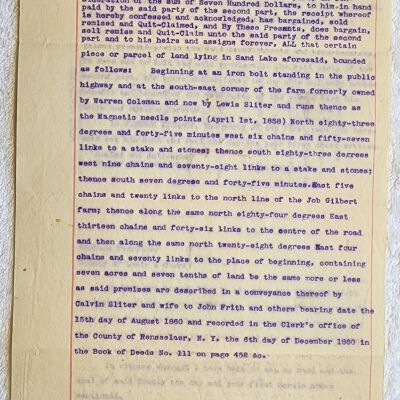 sideration of the sum of Seven Hundred Dollars, to him-in hand
paid by the said party of the second part, the receipt whereof
is hereby confessed and acknowledged, has bargained, sold
remised and Quit-Claimed, and By These Presents, does bargain,
sell remise and Quit-Claim unto the said party of the second
part and to his heirs and assigns forever, ALL that certain
piece or parcel of land lying in Sand Lake aforesaid, bounded
as follows: Beginning at an iron bolt standing in the public
highway and at the south-east corner of the farm formerly owned
by Warren Coleman and now by Lewis Sliter and runs thence as
the Magnetic needle points (April 1st, 1858) North eighty-three
degrees and forty-five minutes west six chains and fifty-seven
links to a stake and stones; thence south eighty-three degrees
west nine chains and seventy-eight links to a stake and stones;
thence south seven degrees and forty-five minutes.East five
chains and twenty links to the north line of the Job Gilbert
farm; thence along the same north eighty-four degrees East
thirteen chains and forty-six links to the centre of the road
and then along the same north twenty-eight degrees East four
chains and seventy links to the place of beginning, containing
seven acres and seven tenths of land be the same more or less
as said premises are described in a conveyance thereof by
Calvin Sliter and wife to John Frith and others bearing date the
15th day of August 1860 and recorded in the Clerk's office of
the County of Rensselaer, N. Y. the 6th day of December 1860 in
the Book of Deeds No. 111 on page 452 &c.